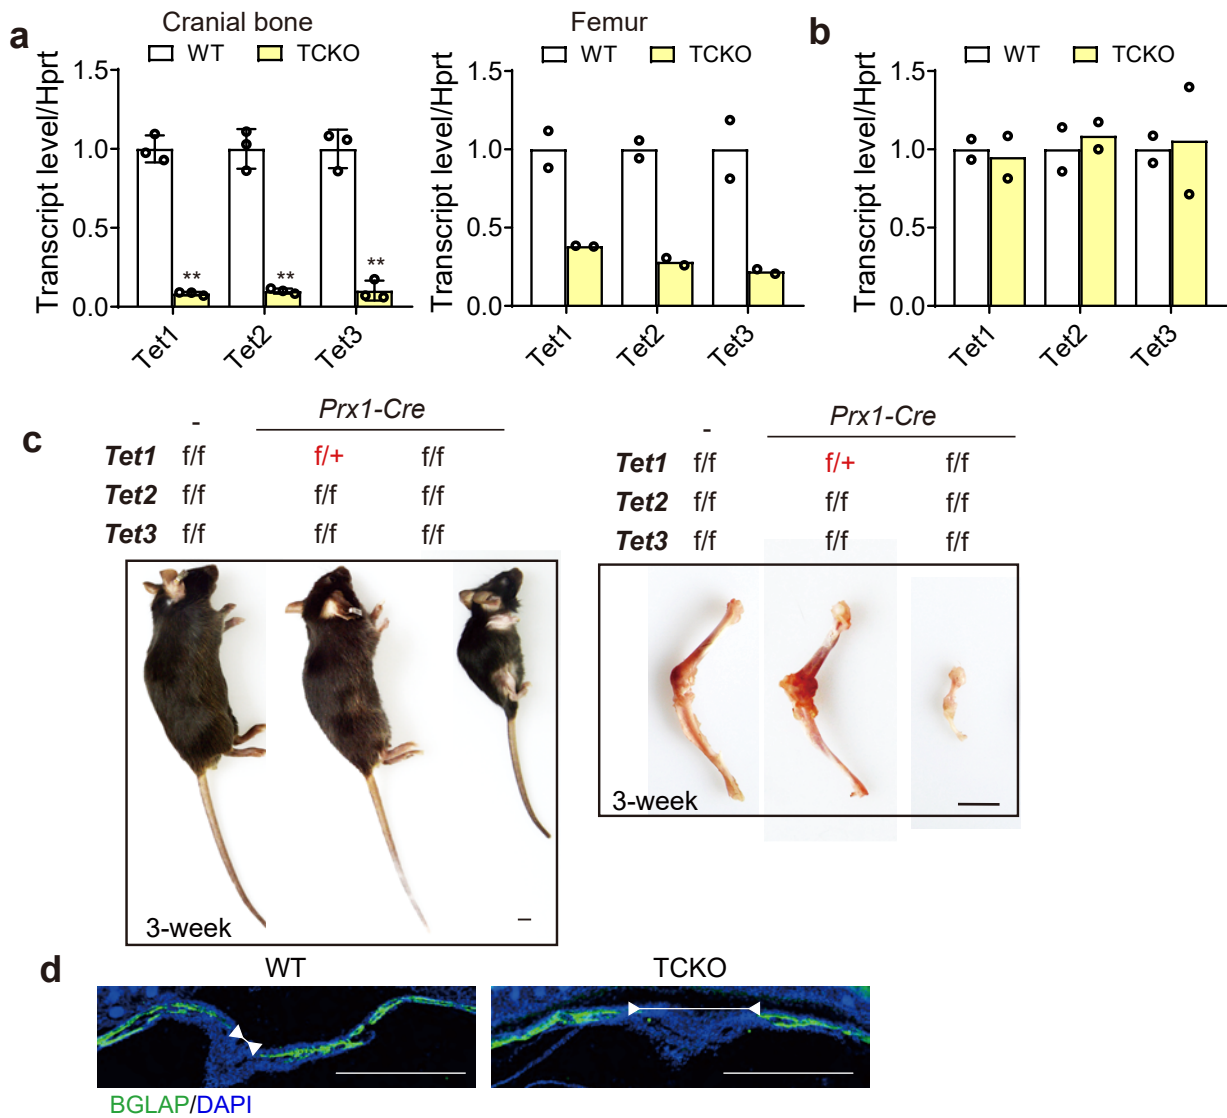 a
Cranial bone
WT TCKO
Transcript level/Hprt
1.5
1.0
0.5
0.0
** ** **
Tet1 Tet2 Tet3
Femur
WT TCKO
Transcript level/Hprt
1.5
1.0
0.5
0.0
Tet1 Tet2 Tet3
b
WT TCKO
Transcript level/Hprt
1.5
1.0
0.5
0.0
Tet1 Tet2 Tet3
c
- Prx1-Cre
Tet1 f/f f/+ f/f
Tet2 f/f f/f f/f
Tet3 f/f f/f f/f
3-week
- Prx1-Cre
Tet1 f/f f/+ f/f
Tet2 f/f f/f f/f
Tet3 f/f f/f f/f
3-week
d
WT TCKO
BGLAP/DAPI